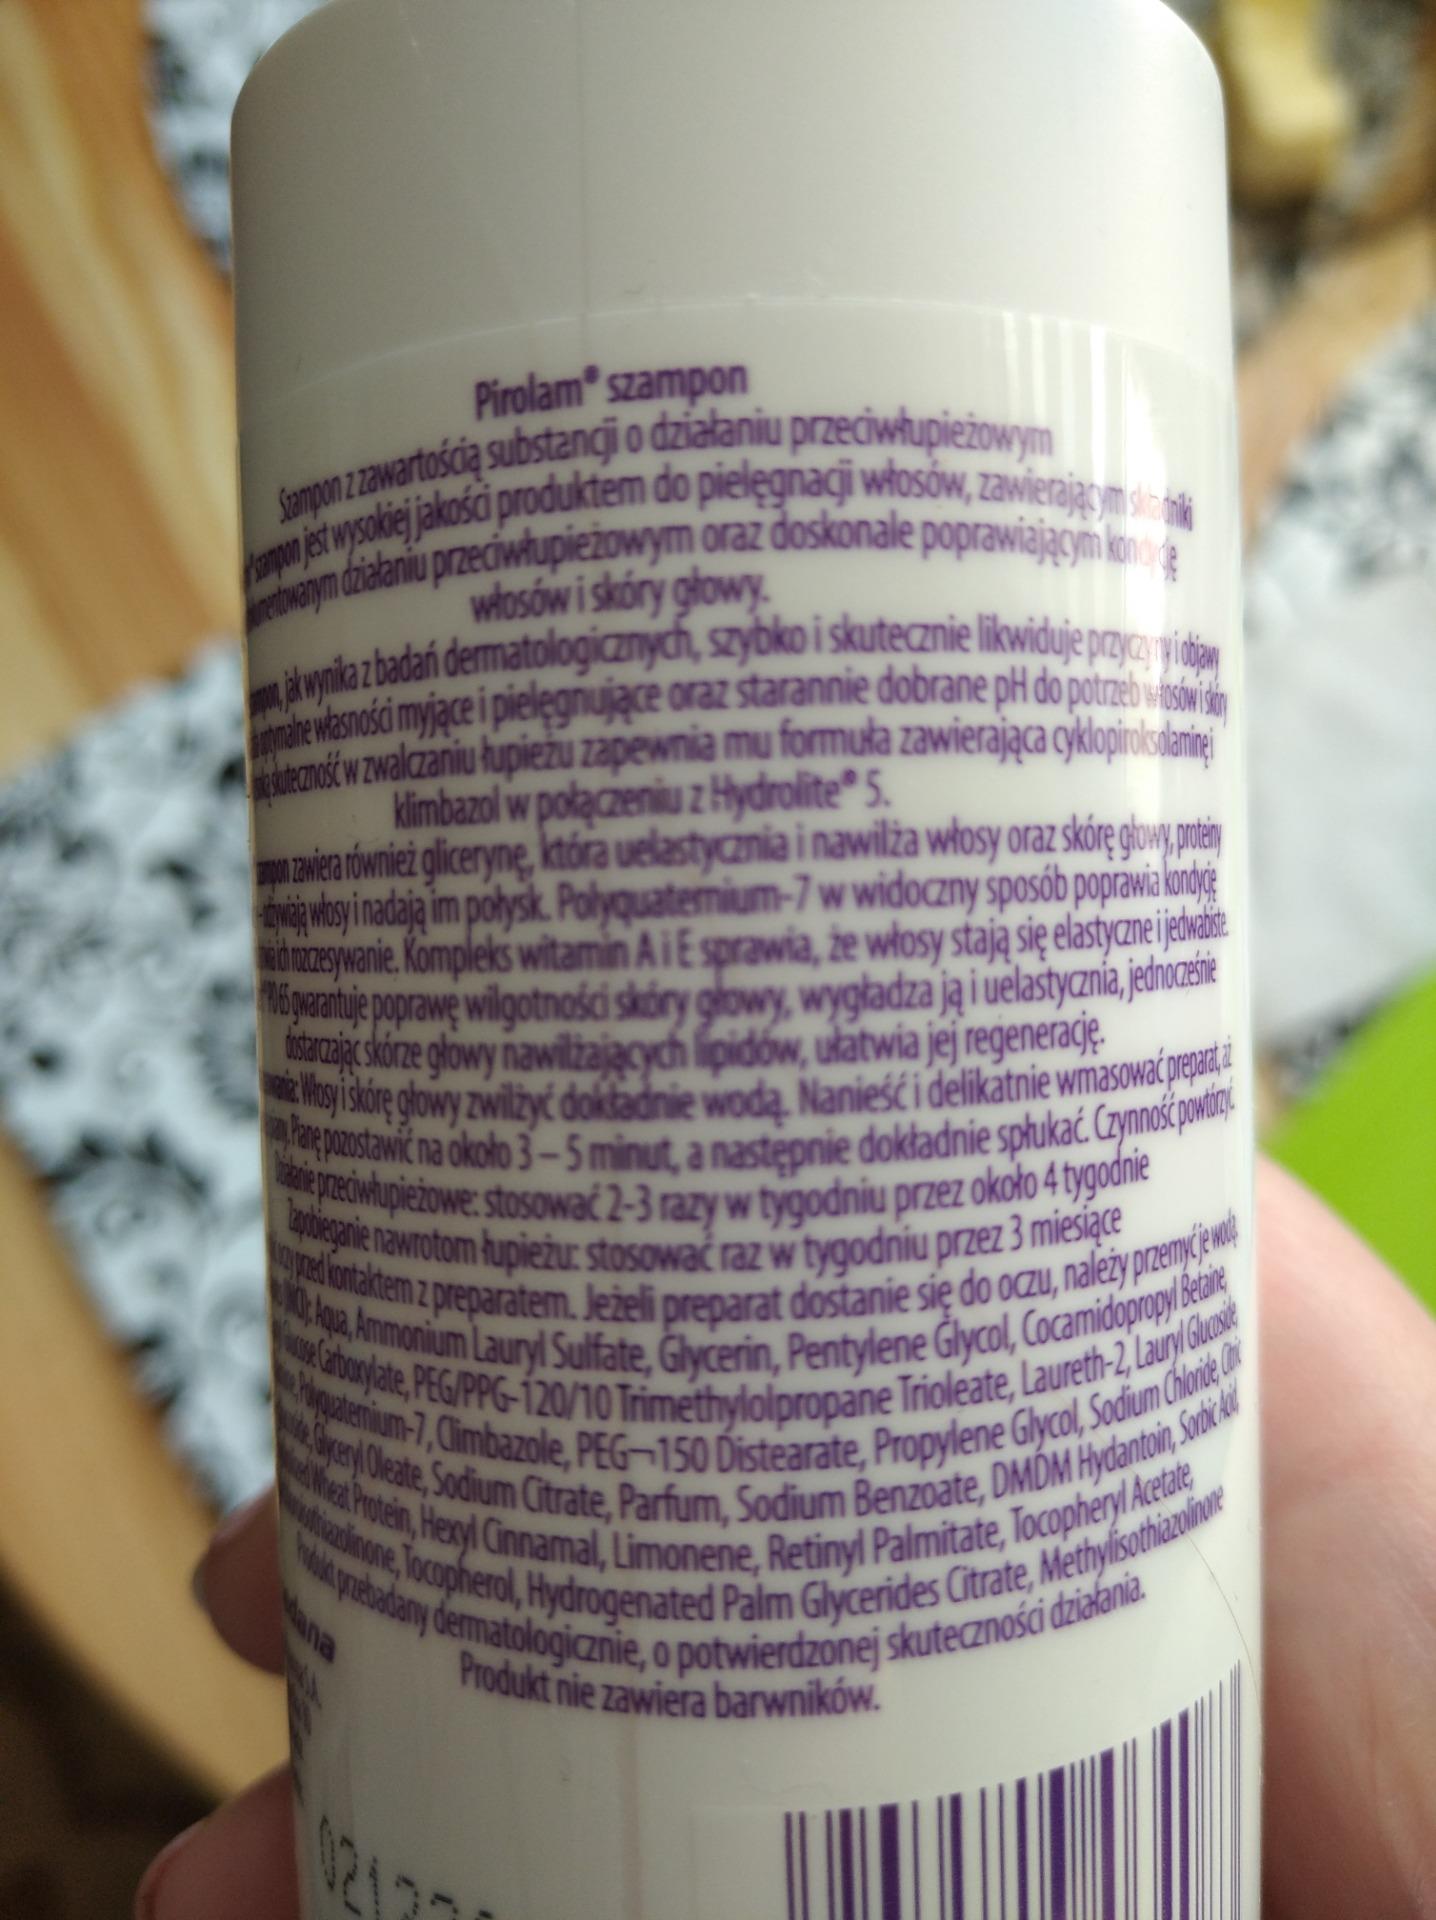 Pirolam® szampon
Szampon z zawartością substancji o działaniu przeciwłupieżowym
szampon jest wysokiej jakości produktem do pielęgnacji włosów, zawierającym składniki
działaniu przeciwłupieżowym oraz doskonale poprawiającym kondycję
włosów i skóry głowy.
jak wynika z badań dermatologicznych, szybko i skutecznie likwiduje przyczyny i objawy
własności myjące i pielęgnujące oraz starannie dobrane pH do potrzeb włosów i skóry
skuteczność w zwalczaniu łupieżu zapewnia mu formuła zawierająca cyklopiroksolaminę i
klimbazol w połączeniu z Hydrolite® 5.
zawiera również glicerynę, która uelastycznia i nawilża włosy oraz skórę głowy, proteiny
włosy i nadają im połysk. Polyquaternium-7 w widoczny sposób poprawia kondycję
ich rozczesywanie. Kompleks witamin A i E sprawia, że włosy stają się elastyczne i jedwabiste.
65 gwarantuje poprawę wilgotności skóry głowy, wygładza ją i uelastycznia, jednocześnie
dostarczając skórze głowy nawilżających lipidów, ułatwia jej regenerację.
Włosy i skórę głowy zwilżyć dokładnie wodą. Nanieść i delikatnie wmasować preparat, aż
Pianę pozostawić na około 3 – 5 minut, a następnie dokładnie spłukać. Czynność powtórzyć.
Działanie przeciwłupieżowe: stosować 2-3 razy w tygodniu przez około 4 tygodnie
Zapobieganie nawrotom łupieżu: stosować raz w tygodniu przez 3 miesiące
oczy przed kontaktem z preparatem. Jeżeli preparat dostanie się do oczu, należy przemyć je wodą.
(INCI): Aqua, Ammonium Lauryl Sulfate, Glycerin, Pentylene Glycol, Cocamidopropyl Betaine,
Glucose Carboxylate, PEG/PPG-120/10 Trimethylolpropane Trioleate, Laureth-2, Lauryl Glucoside,
Polyquaternium-7, Climbazole, PEG¬150 Distearate, Propylene Glycol, Sodium Chloride, Citric
Glyceryl Oleate, Sodium Citrate, Parfum, Sodium Benzoate, DMDM Hydantoin, Sorbic Acid,
Wheat Protein, Hexyl Cinnamal, Limonene, Retinyl Palmitate, Tocopheryl Acetate,
Tocopherol, Hydrogenated Palm Glycerides Citrate, Methylisothiazolinone
Produkt przebadany dermatologicznie, o potwierdzonej skuteczności działania.
Produkt nie zawiera barwników.